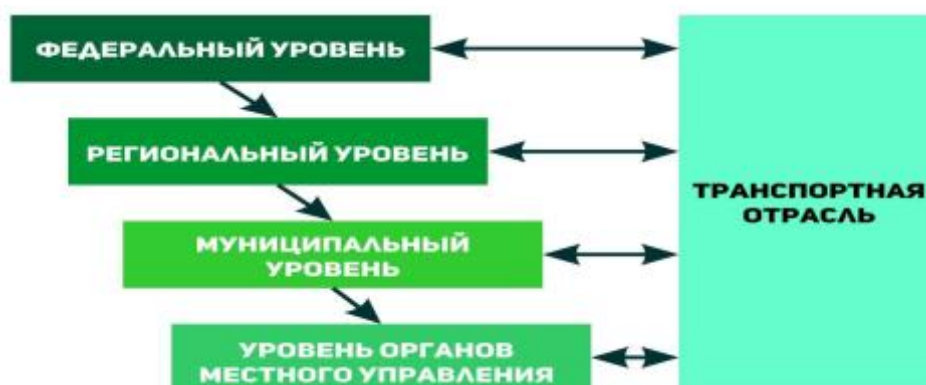 ФЕДЕРАЛЬНЫЙ УРОВЕНЬ
РЕГИОНАЛЬНЫЙ УРОВЕНЬ
МУНИЦИПАЛЬНЫЙ
УРОВЕНЬ
УРОВЕНЬ ОРГАНОВ
МЕСТНОГО УПРАВЛЕНИЯ
ТРАНСПОРТНАЯ
ОТРАСЛЬ